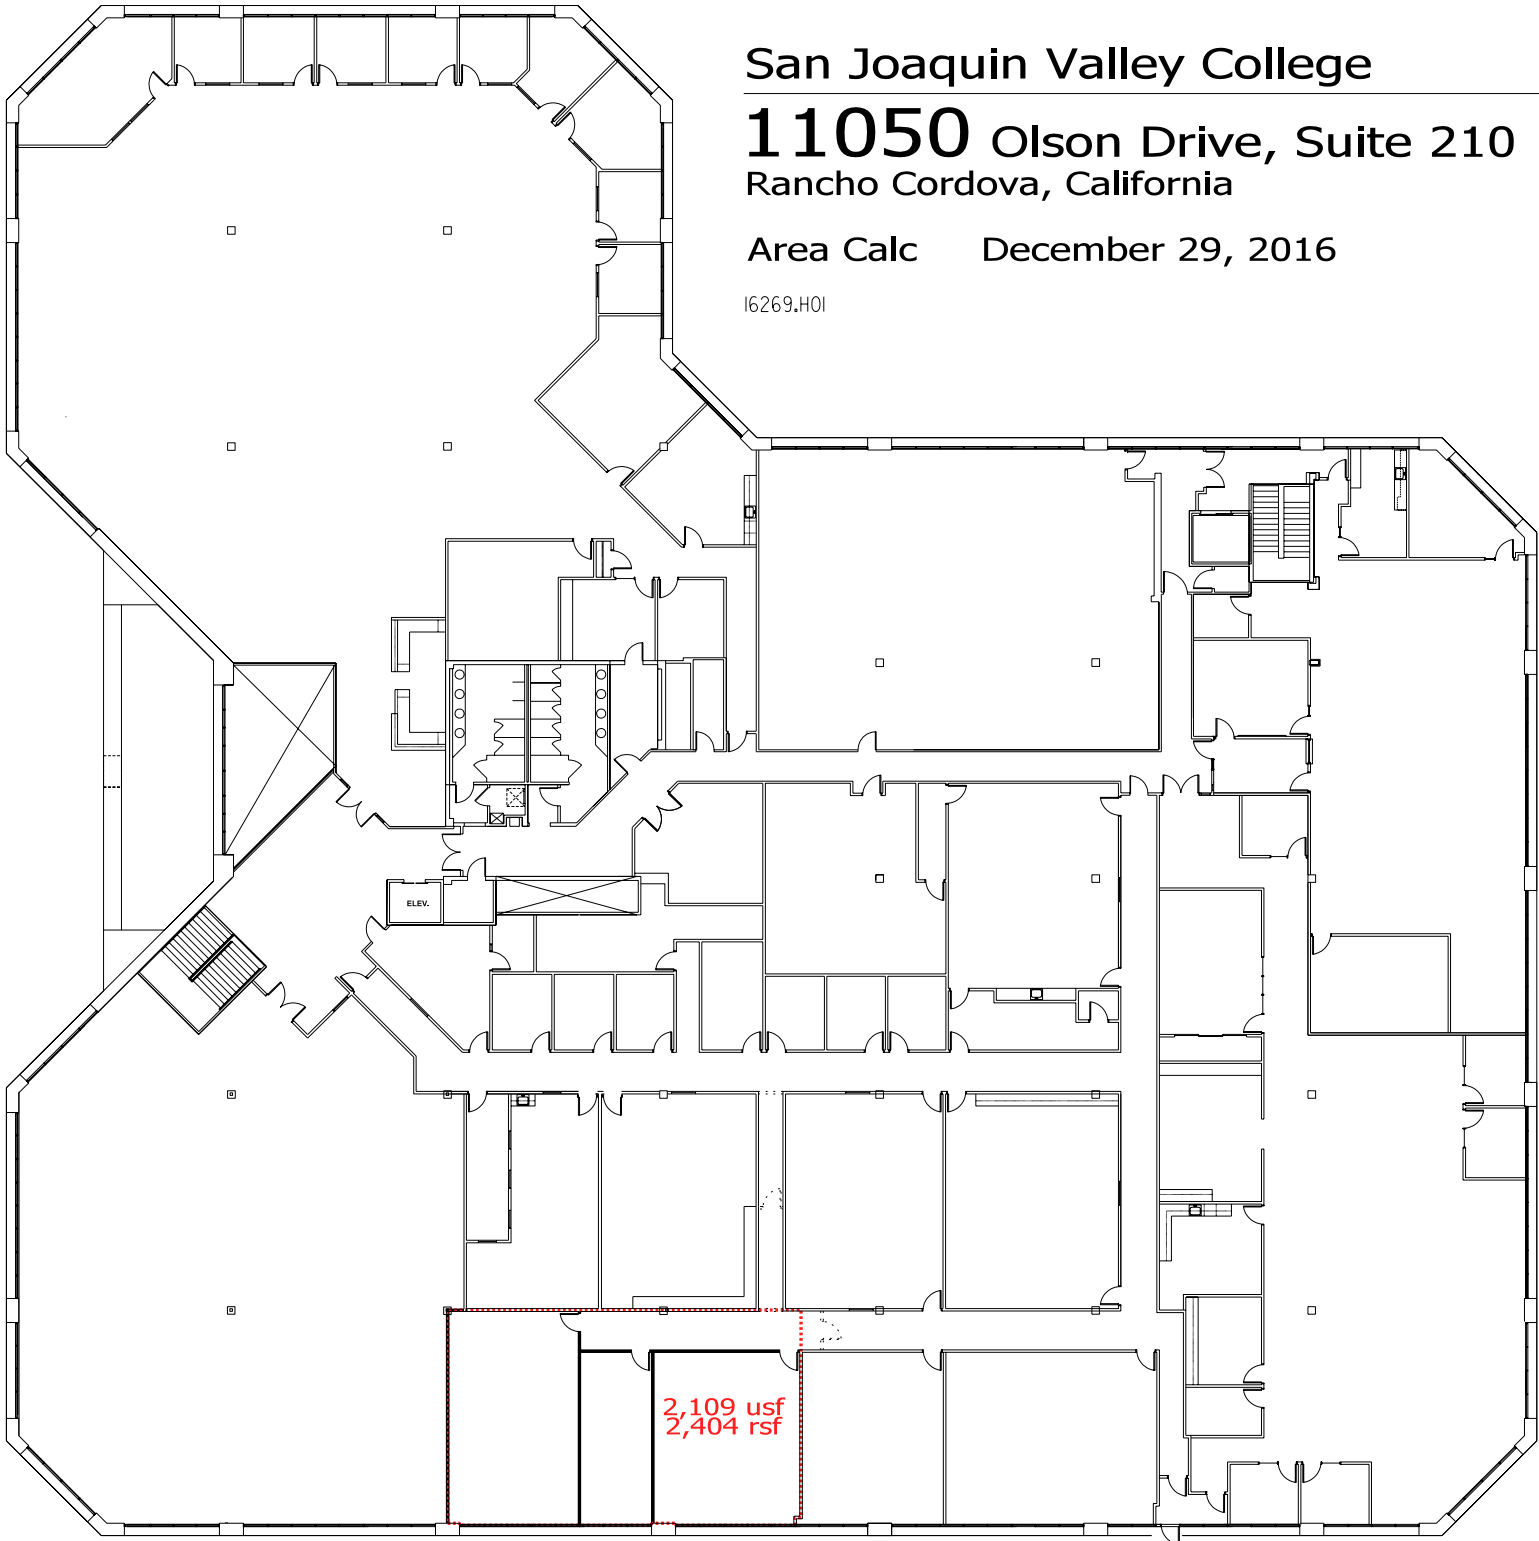 San Joaquin Valley College
11050 Olson Drive, Suite 210
Rancho Cordova, California
Area Calc December 29, 2016
16269.H01
ELEV.
2,109 usf
2,404 rsf